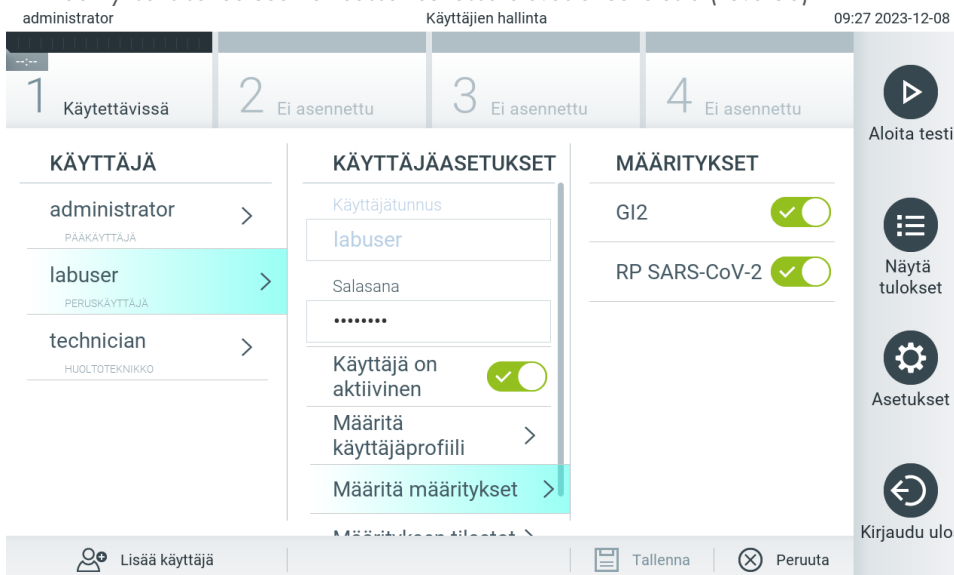 administrator
Käyttäjien hallinta
09:27 2023-12-08
--:--
1 Käytettävissä
2 Ei asennettu
3 Ei asennettu
4 Ei asennettu
Aloita testi
Näytä
tulokset
Asetukset
Kirjaudu ulo
KÄYTTÄJÄ
administrator
PÄÄKÄYTTÄJÄ
labuser
PERUSKÄYTTÄJÄ
technician
HUOLTOTEKNIKKO
KÄYTTÄJÄASETUKSET
Käyttäjätunnus
labuser
Salasana
••••••••
Käyttäjä on
aktiivinen
Määritä
käyttäjäprofiili
Määritä määritykset
MÄÄRITYKSET
GI2
RP SARS-CoV-2
Lisää käyttäjä
Tallenna
Peruuta